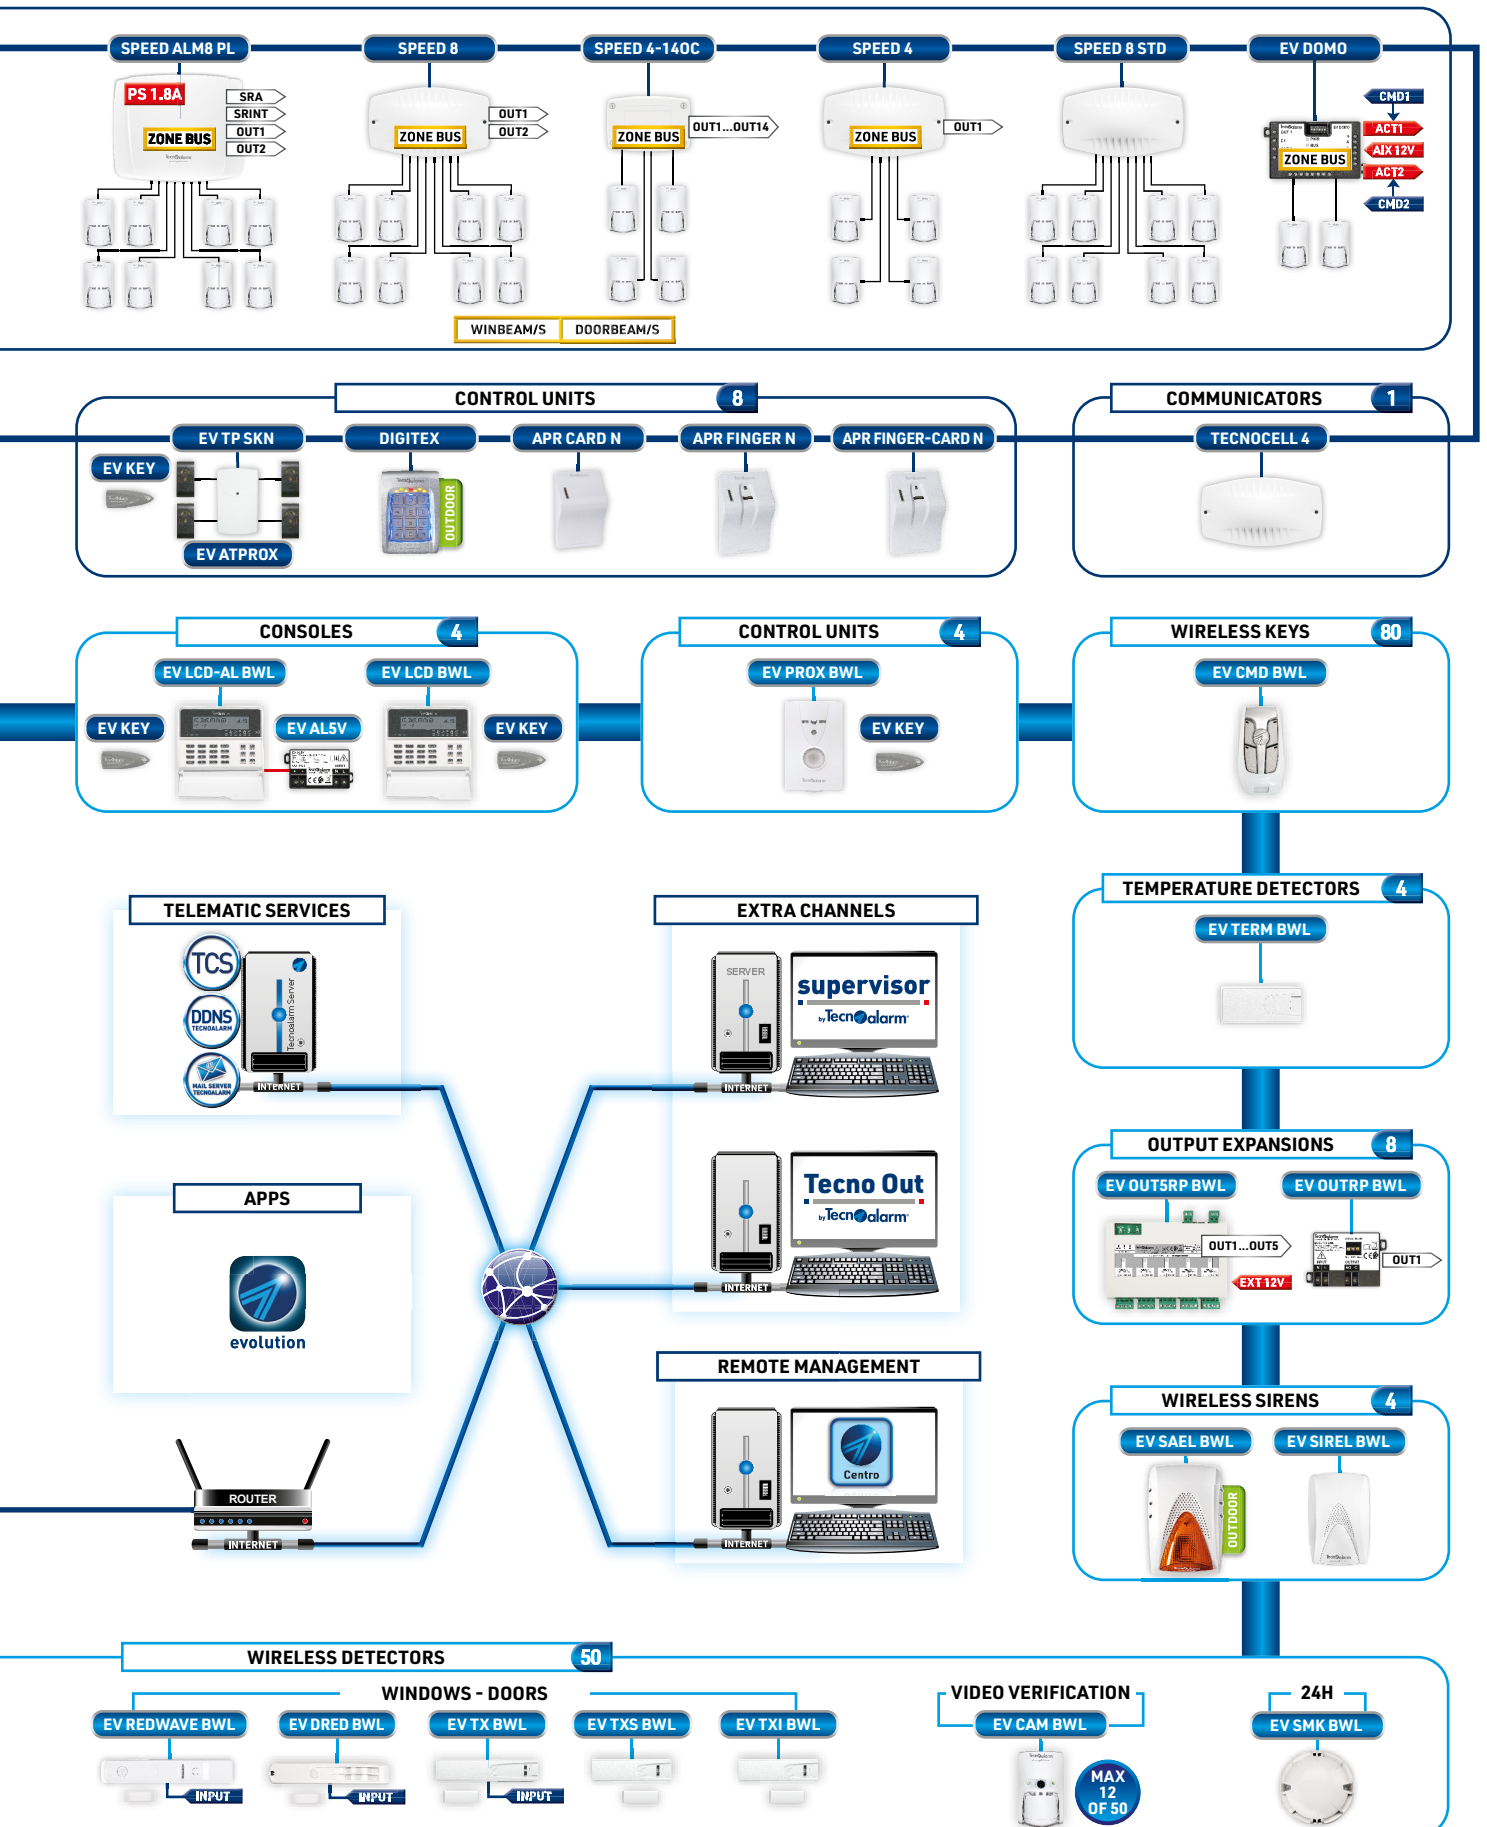 SPEED ALM8 PL
SPEED 8
SPEED 4-14OC
SPEED 4
SPEED 8 STD
EV DOMO
PS 1.8A
ZONE BUS
SRA
SRINT
OUT1
OUT2
ZONE BUS
OUT1
OUT2
ZONE BUS
OUT1...OUT14
ZONE BUS
OUT1
ZONE BUS
CMD1
ACT1
AIX 12V
ACT2
CMD2
WINBEAM/S
DOORBEAM/S
CONTROL UNITS 8
EV TP SKN
DIGITEX
APR CARD N
APR FINGER N
APR FINGER-CARD N
EV KEY
OUTDOOR
EV ATPROX
COMMUNICATORS 1
TECNOCELL 4
CONSOLES 4
EV LCD-AL BWL
EV LCD BWL
EV KEY
EV AL5V
EV KEY
CONTROL UNITS 4
EV PROX BWL
EV KEY
WIRELESS KEYS 80
EV CMD BWL
TEMPERATURE DETECTORS 4
EV TERM BWL
TELEMATIC SERVICES
TCS
DDNS
TECNOALARM
MAIL SERVER
TECNOALARM
Tecnoalarm Server
INTERNET
EXTRA CHANNELS
SERVER
supervisor
by Tecnoalarm
INTERNET
Tecno Out
by Tecnoalarm
INTERNET
OUTPUT EXPANSIONS 8
EV OUT5RP BWL
EV OUTRP BWL
OUT1...OUT5
EXT 12V
OUT1
APPS
evolution
REMOTE MANAGEMENT
Centro
INTERNET
ROUTER
INTERNET
WIRELESS SIRENS 4
EV SAEL BWL
EV SIREL BWL
OUTDOOR
WIRELESS DETECTORS 50
WINDOWS - DOORS
EV REDWAVE BWL
EV DRED BWL
EV TX BWL
EV TXS BWL
EV TXI BWL
INPUT
INPUT
INPUT
VIDEO VERIFICATION
EV CAM BWL
MAX
12
OF 50
24H
EV SMK BWL